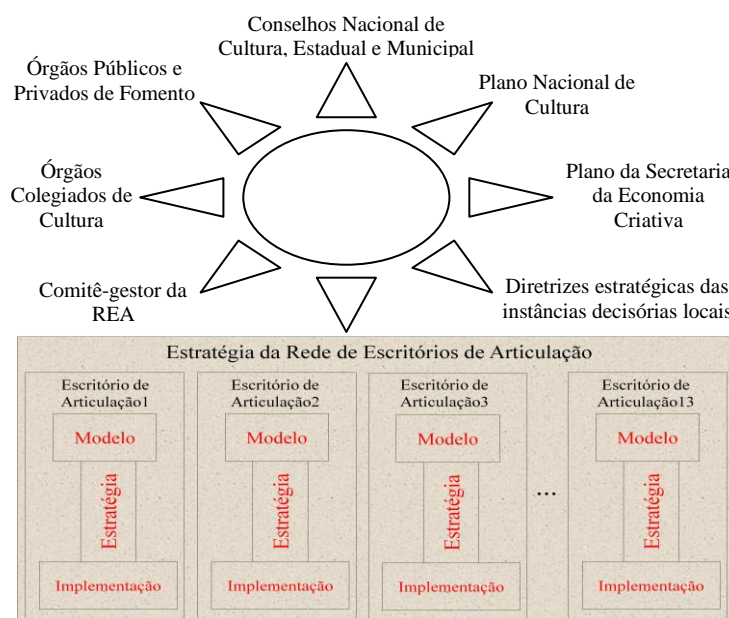 Conselhos Nacional de
Cultura, Estadual e Municipal
Órgãos Públicos e
Privados de Fomento
Plano Nacional de
Cultura
Órgãos
Colegiados de
Cultura
Plano da Secretaria
da Economia
Criativa
Comitê-gestor da
REA
Diretrizes estratégicas das
instâncias decisórias locais
Estratégia da Rede de Escritórios de Articulação
Escritório de
Articulação1
Modelo
Estratégia
Implementação
Escritório de
Articulação2
Modelo
Estratégia
Implementação
Escritório de
Articulação3
Modelo
Estratégia
Implementação
...
Escritório de
Articulação13
Modelo
Estratégia
Implementação